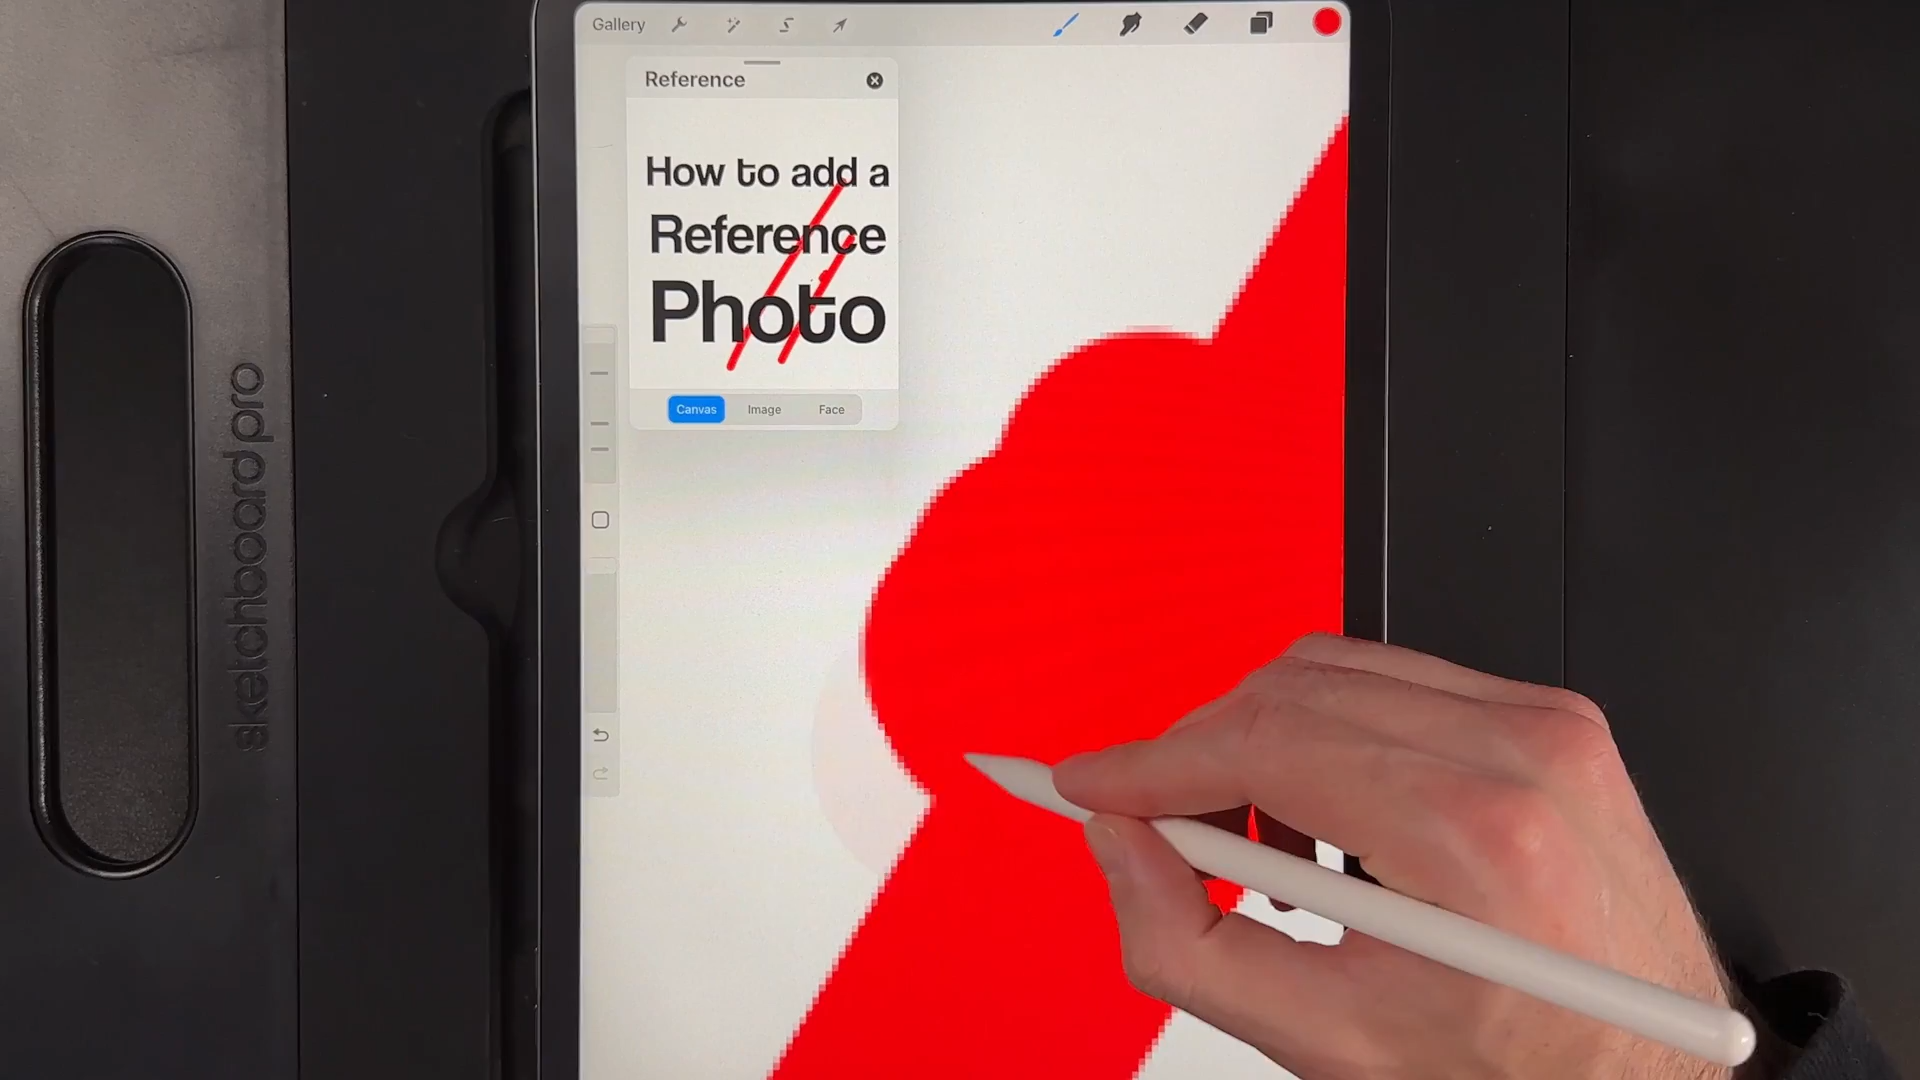 Gallery
Reference
How to add a
Reference
Photo
Canvas Image Face
sketchboard pro